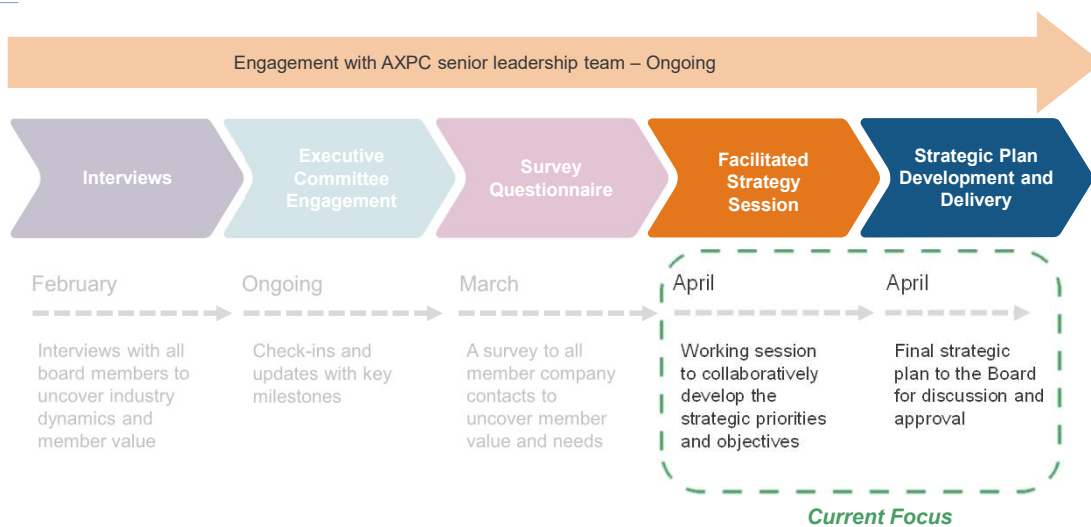 Engagement with AXPC senior leadership team – Ongoing
Interviews
Executive
Committee
Engagement
Survey
Questionnaire
Facilitated
Strategy
Session
Strategic Plan
Development and
Delivery
February
Interviews with all
board members to
uncover industry
dynamics and
member value
Ongoing
Check-ins and
updates with key
milestones
March
A survey to all
member company
contacts to
uncover member
value and needs
April
Working session
to collaboratively
develop the
strategic priorities
and objectives
April
Final strategic
plan to the Board
for discussion and
approval
Current Focus